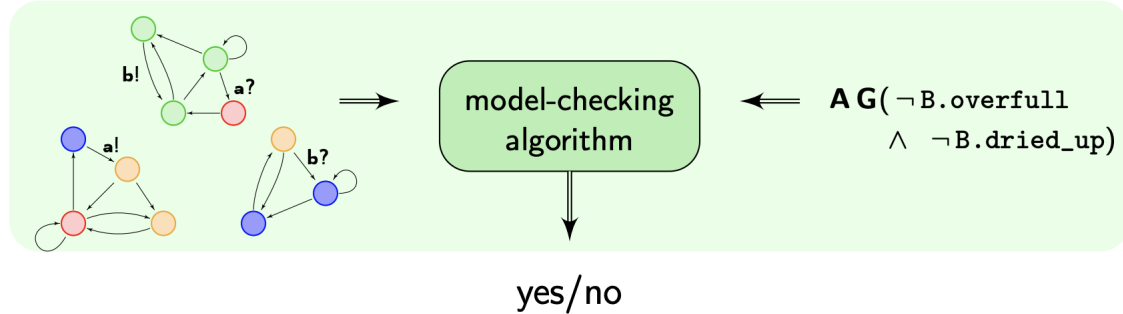 b!
a?
a!
b?
model-checking
algorithm
A G(¬ B.overfull
∧ ¬ B.dried_up)
yes/no